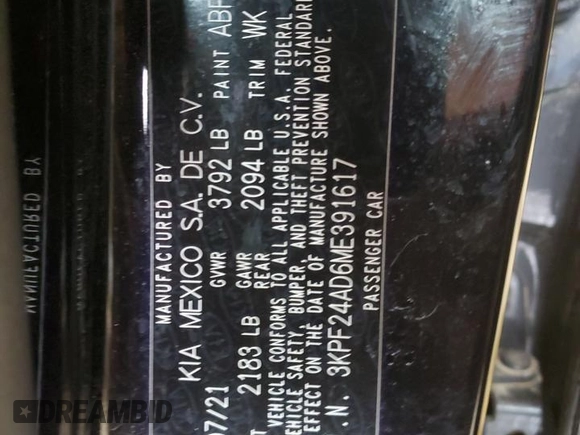 MANUFACTURED BY
KIA MEXICO S.A. DE C.V.
07/21 GVWR 3792 LB PAINT ABP
2183 LB GAWR REAR 2094 LB TRIM WK
VEHICLE CONFORMS TO ALL APPLICABLE U.S.A. FEDERAL
VEHICLE SAFETY, BUMPER, AND THEFT PREVENTION STANDARD
EFFECT ON THE DATE OF MANUFACTURE SHOWN ABOVE.
.N. 3KPF24AD6ME391617
PASSENGER CAR
MANUFACTURED BY
DREAMBID